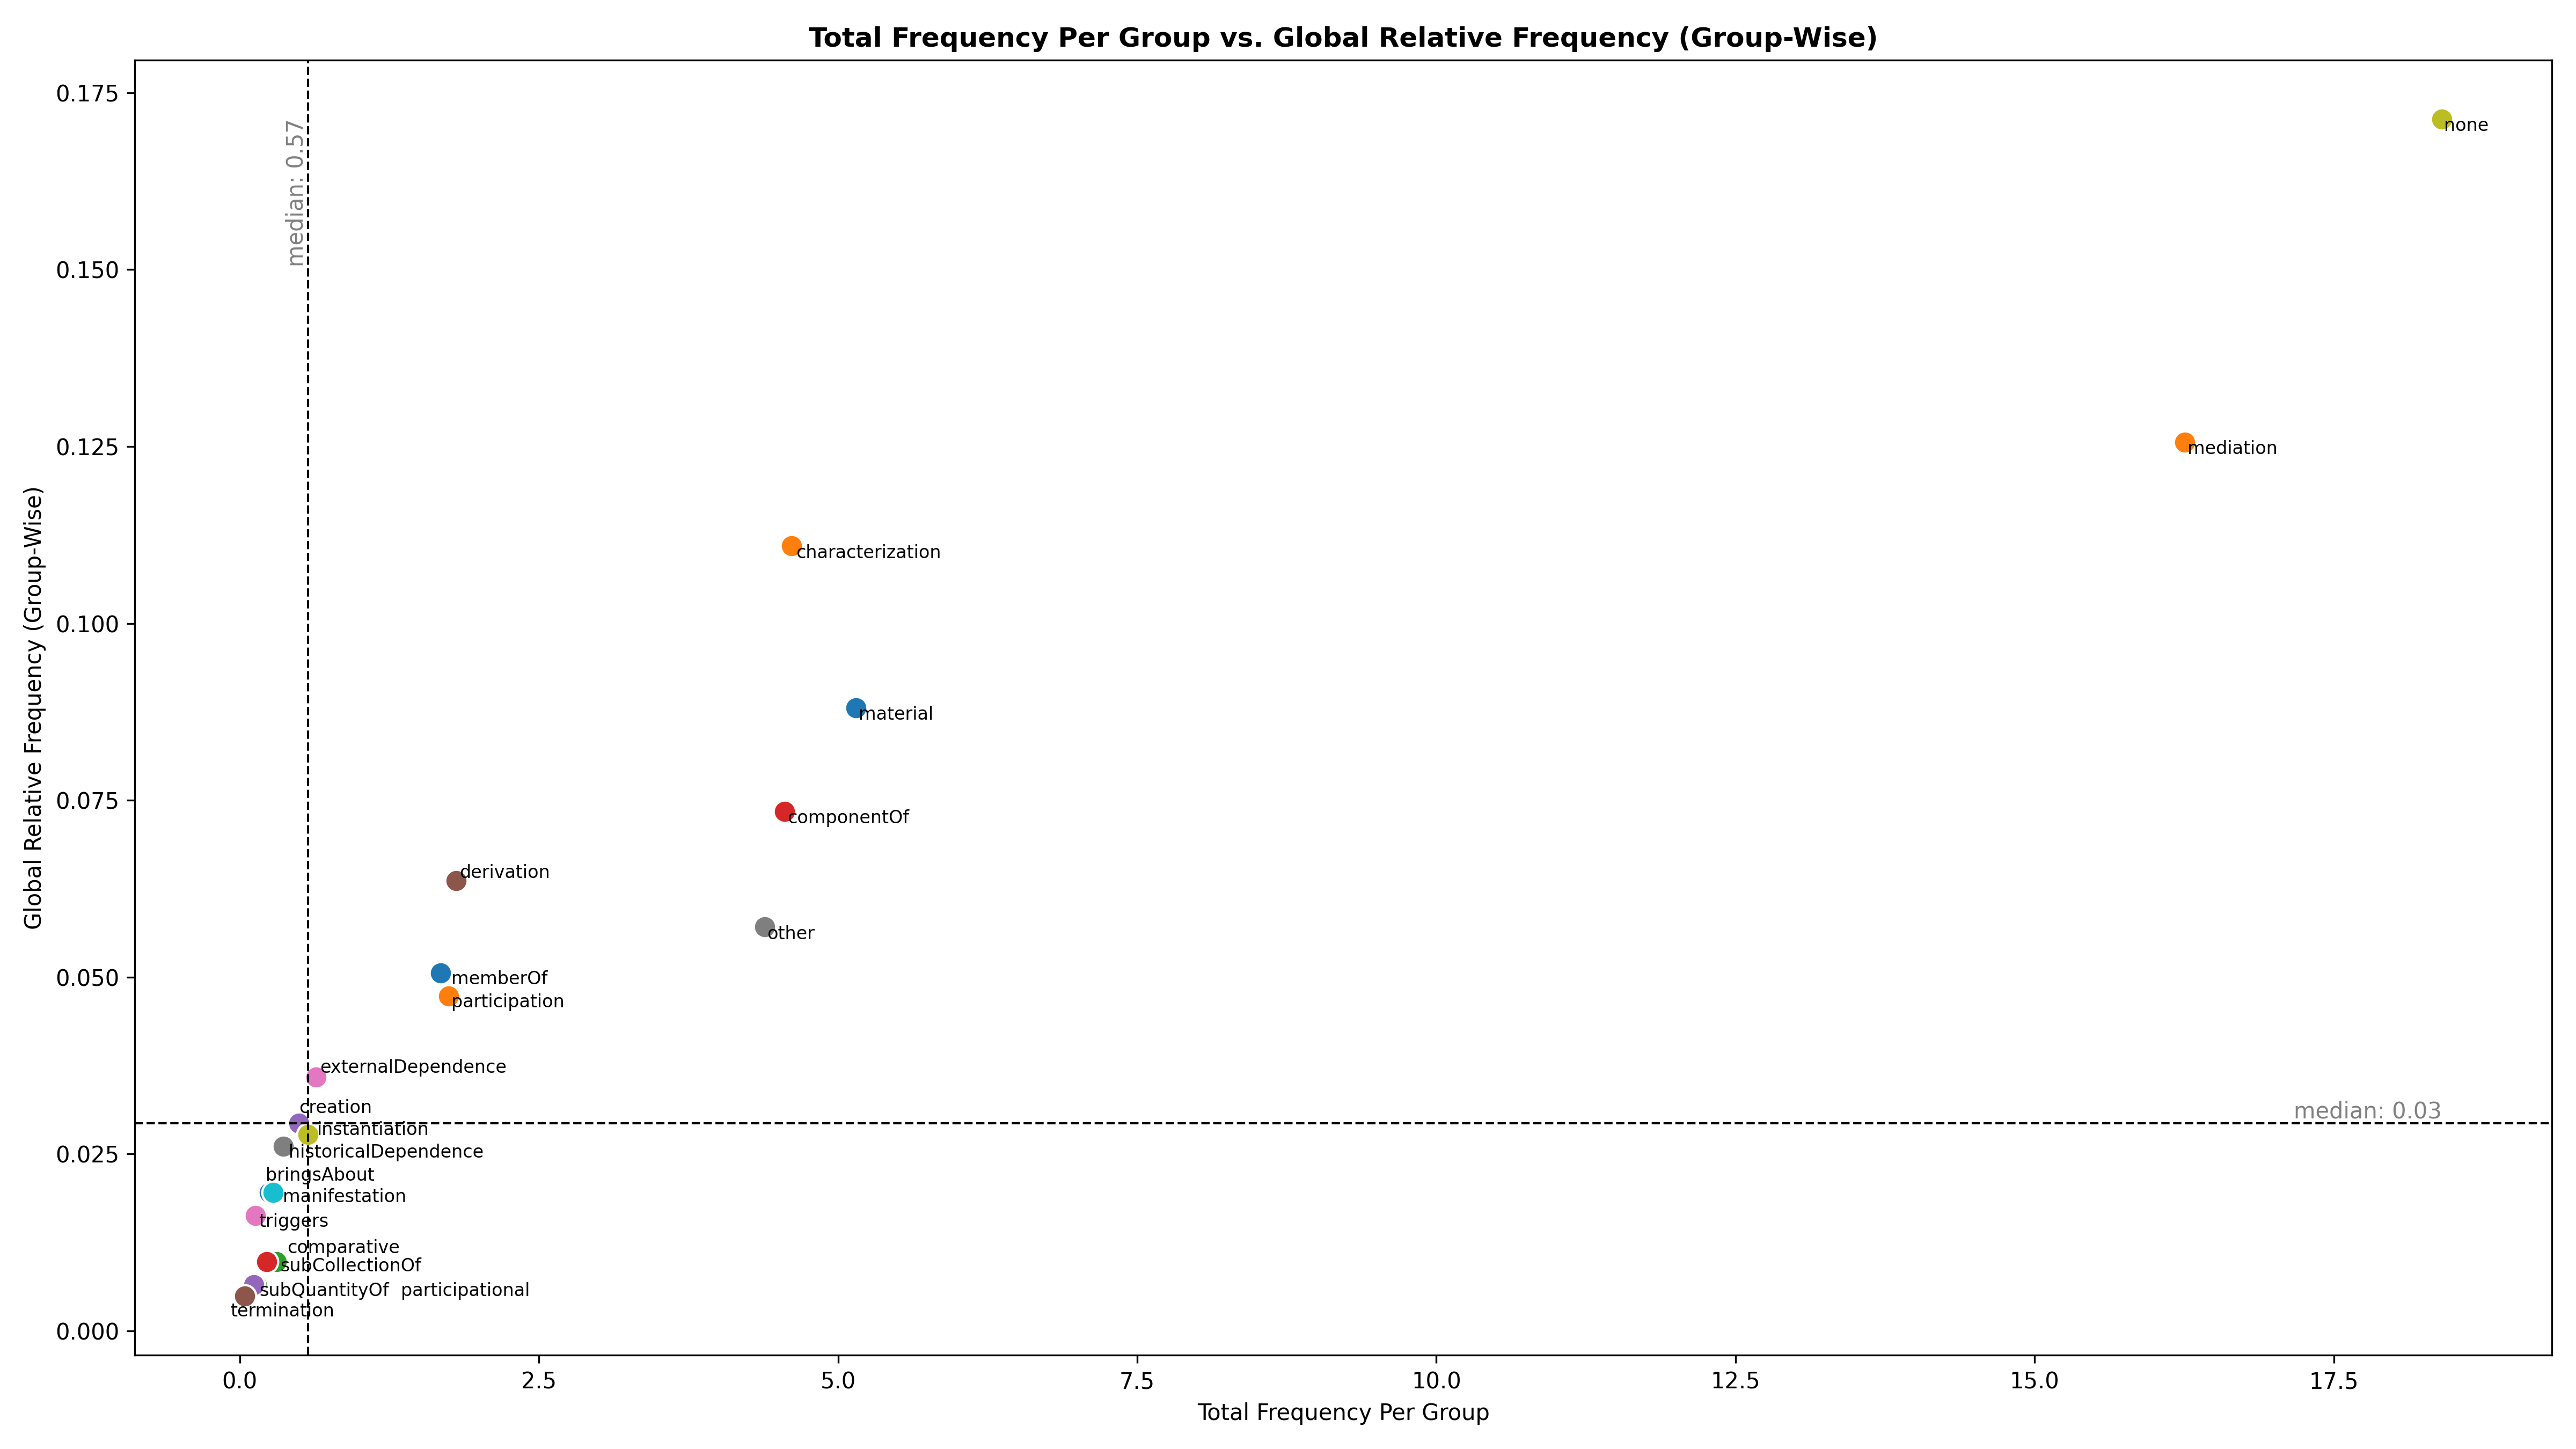 Total Frequency Per Group vs. Global Relative Frequency (Group-Wise)
Global Relative Frequency (Group-Wise)
0.175
0.150
0.125
0.100
0.075
0.050
0.025
0.000
median: 0.57
none
mediation
characterization
material
componentOf
derivation
other
memberOf
participation
externalDependence
creation
median: 0.03
instantiation
historicalDependence
bringsAbout
manifestation
triggers
comparative
subCollectionOf
subQuantityOf participational
termination
0.0 2.5 5.0 7.5 10.0 12.5 15.0 17.5
Total Frequency Per Group